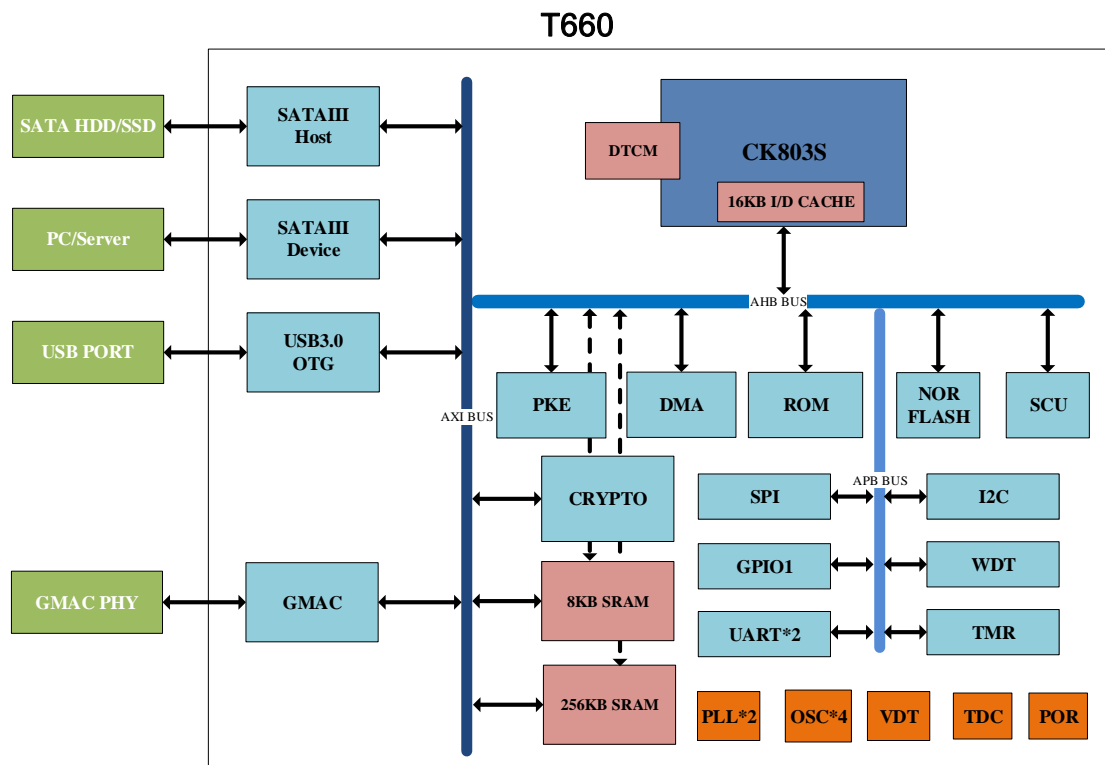 T660
SATA HDD/SSD
SATAIII
Host
DTCM
CK803S
16KB I/D CACHE
PC/Server
SATAIII
Device
AHB BUS
USB PORT
USB3.0
OTG
AXI BUS
PKE
DMA
ROM
NOR
FLASH
SCU
CRYPTO
APB BUS
SPI
I2C
GPIO1
WDT
GMAC PHY
GMAC
8KB SRAM
UART*2
TMR
256KB SRAM
PLL*2
OSC*4
VDT
TDC
POR